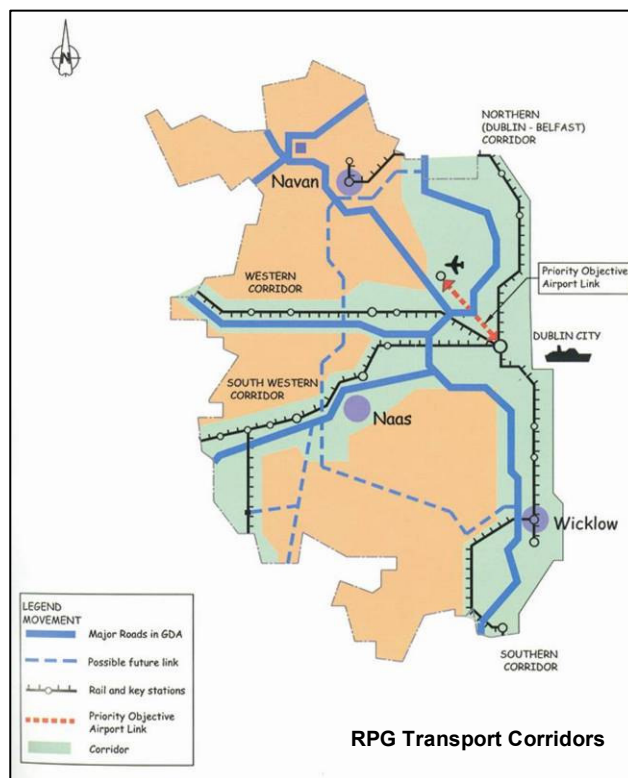 N
NORTHERN
(DUBLIN - BELFAST)
CORRIDOR
Navan
WESTERN
CORRIDOR
Priority Objective
Airport Link
DUBLIN CITY
SOUTH WESTERN
CORRIDOR
Naas
Wicklow
SOUTHERN
CORRIDOR
LEGEND
MOVEMENT
Major Roads in GDA
Possible future link
Rail and key stations
Priority Objective
Airport Link
Corridor
RPG Transport Corridors